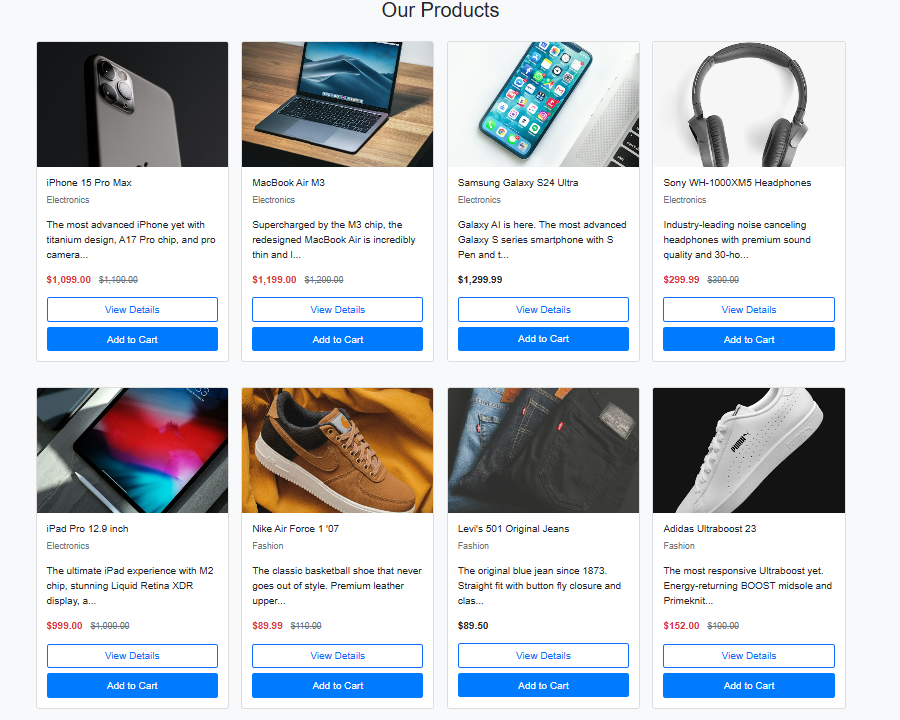 Our Products
iPhone 15 Pro Max
Electronics
The most advanced iPhone yet with
titanium design, A17 Pro chip, and pro
camera...
$1,099.00 $1,199.00
View Details
Add to Cart
MacBook Air M3
Electronics
Supercharged by the M3 chip, the
redesigned MacBook Air is incredibly
thin and l...
$1,199.00 $1,299.00
View Details
Add to Cart
Samsung Galaxy S24 Ultra
Electronics
Galaxy AI is here. The most advanced
Galaxy S series smartphone with S
Pen and t...
$1,299.99
View Details
Add to Cart
Sony WH-1000XM5 Headphones
Electronics
Industry-leading noise canceling
headphones with premium sound
quality and 30-ho...
$299.99 $399.99
View Details
Add to Cart
iPad Pro 12.9 inch
Electronics
The ultimate iPad experience with M2
chip, stunning Liquid Retina XDR
display, a...
$999.00 $1,099.00
View Details
Add to Cart
Nike Air Force 1 '07
Fashion
The classic basketball shoe that never
goes out of style. Premium leather
upper...
$89.99 $110.00
View Details
Add to Cart
Levi's 501 Original Jeans
Fashion
The original blue jean since 1873.
Straight fit with button fly closure and
clas...
$89.50
View Details
Add to Cart
PUMA
Adidas Ultraboost 23
Fashion
The most responsive Ultraboost yet.
Energy-returning BOOST midsole and
Primeknit...
$152.00 $190.00
View Details
Add to Cart